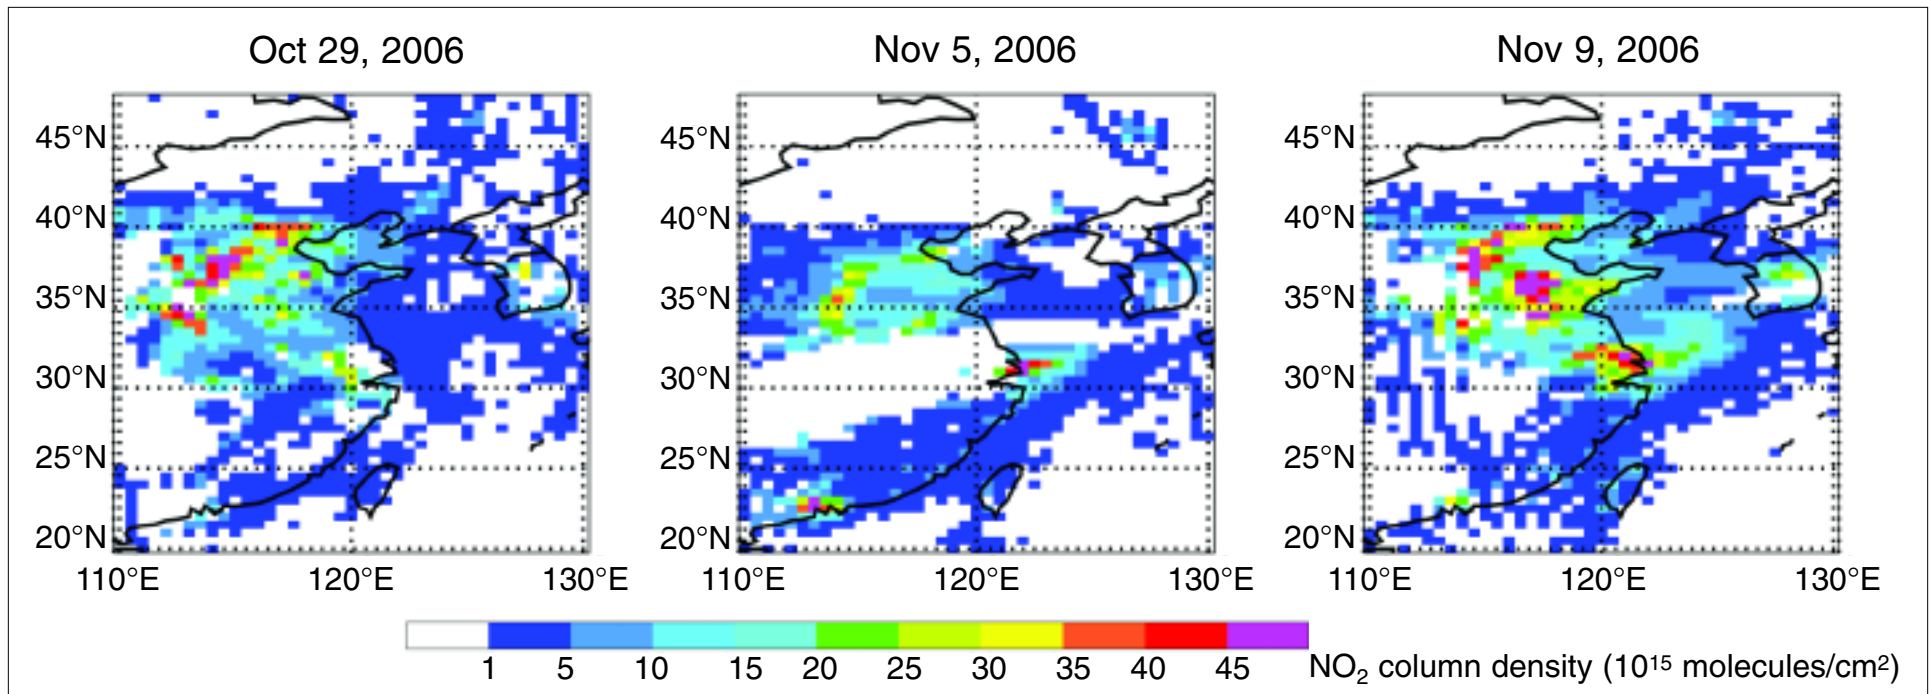 Oct 29, 2006 Nov 5, 2006 Nov 9, 2006
45°N 45°N 45°N
40°N 40°N 40°N
35°N 35°N 35°N
30°N 30°N 30°N
25°N 25°N 25°N
20°N 20°N 20°N
110°E 120°E 130°E 110°E 120°E 130°E 110°E 120°E 130°E
1 5 10 15 20 25 30 35 40 45 NO₂ column density (10¹⁵ molecules/cm²)